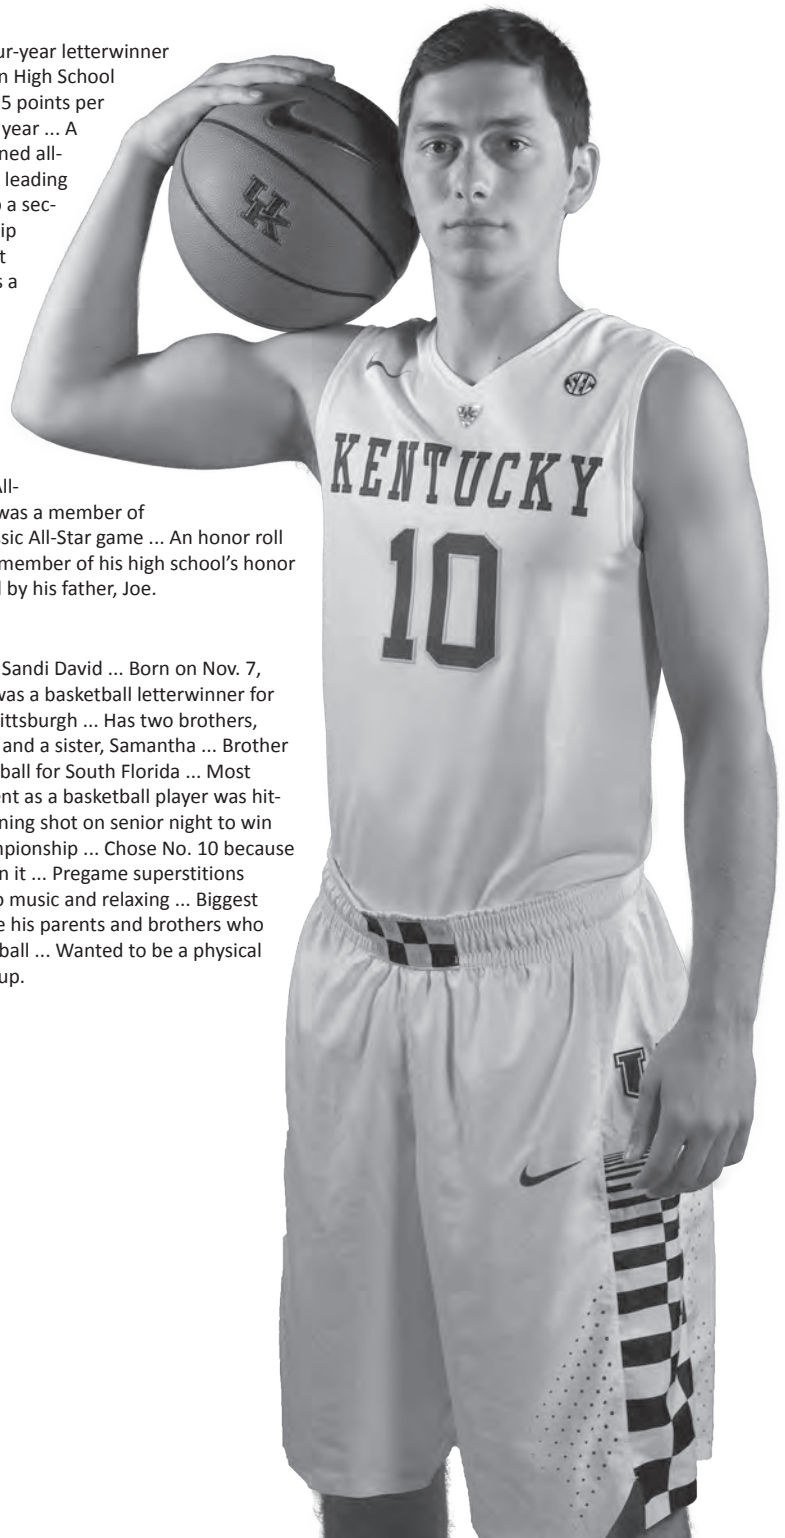 ur-year letterwinner
n High School
5 points per
year ... A
ned all-
leading
a sec-
ip
t
s a
All-
was a member of
sic All-Star game ... An honor roll
member of his high school’s honor
by his father, Joe.
Sandi David ... Born on Nov. 7,
was a basketball letterwinner for
ittsburgh ... Has two brothers,
and a sister, Samantha ... Brother
ball for South Florida ... Most
ent as a basketball player was hit-
ning shot on senior night to win
mpionship ... Chose No. 10 because
n it ... Pregame superstitions
music and relaxing ... Biggest
e his parents and brothers who
ball ... Wanted to be a physical
up.
UK
SEC
UK
KENTUCKY
10
U